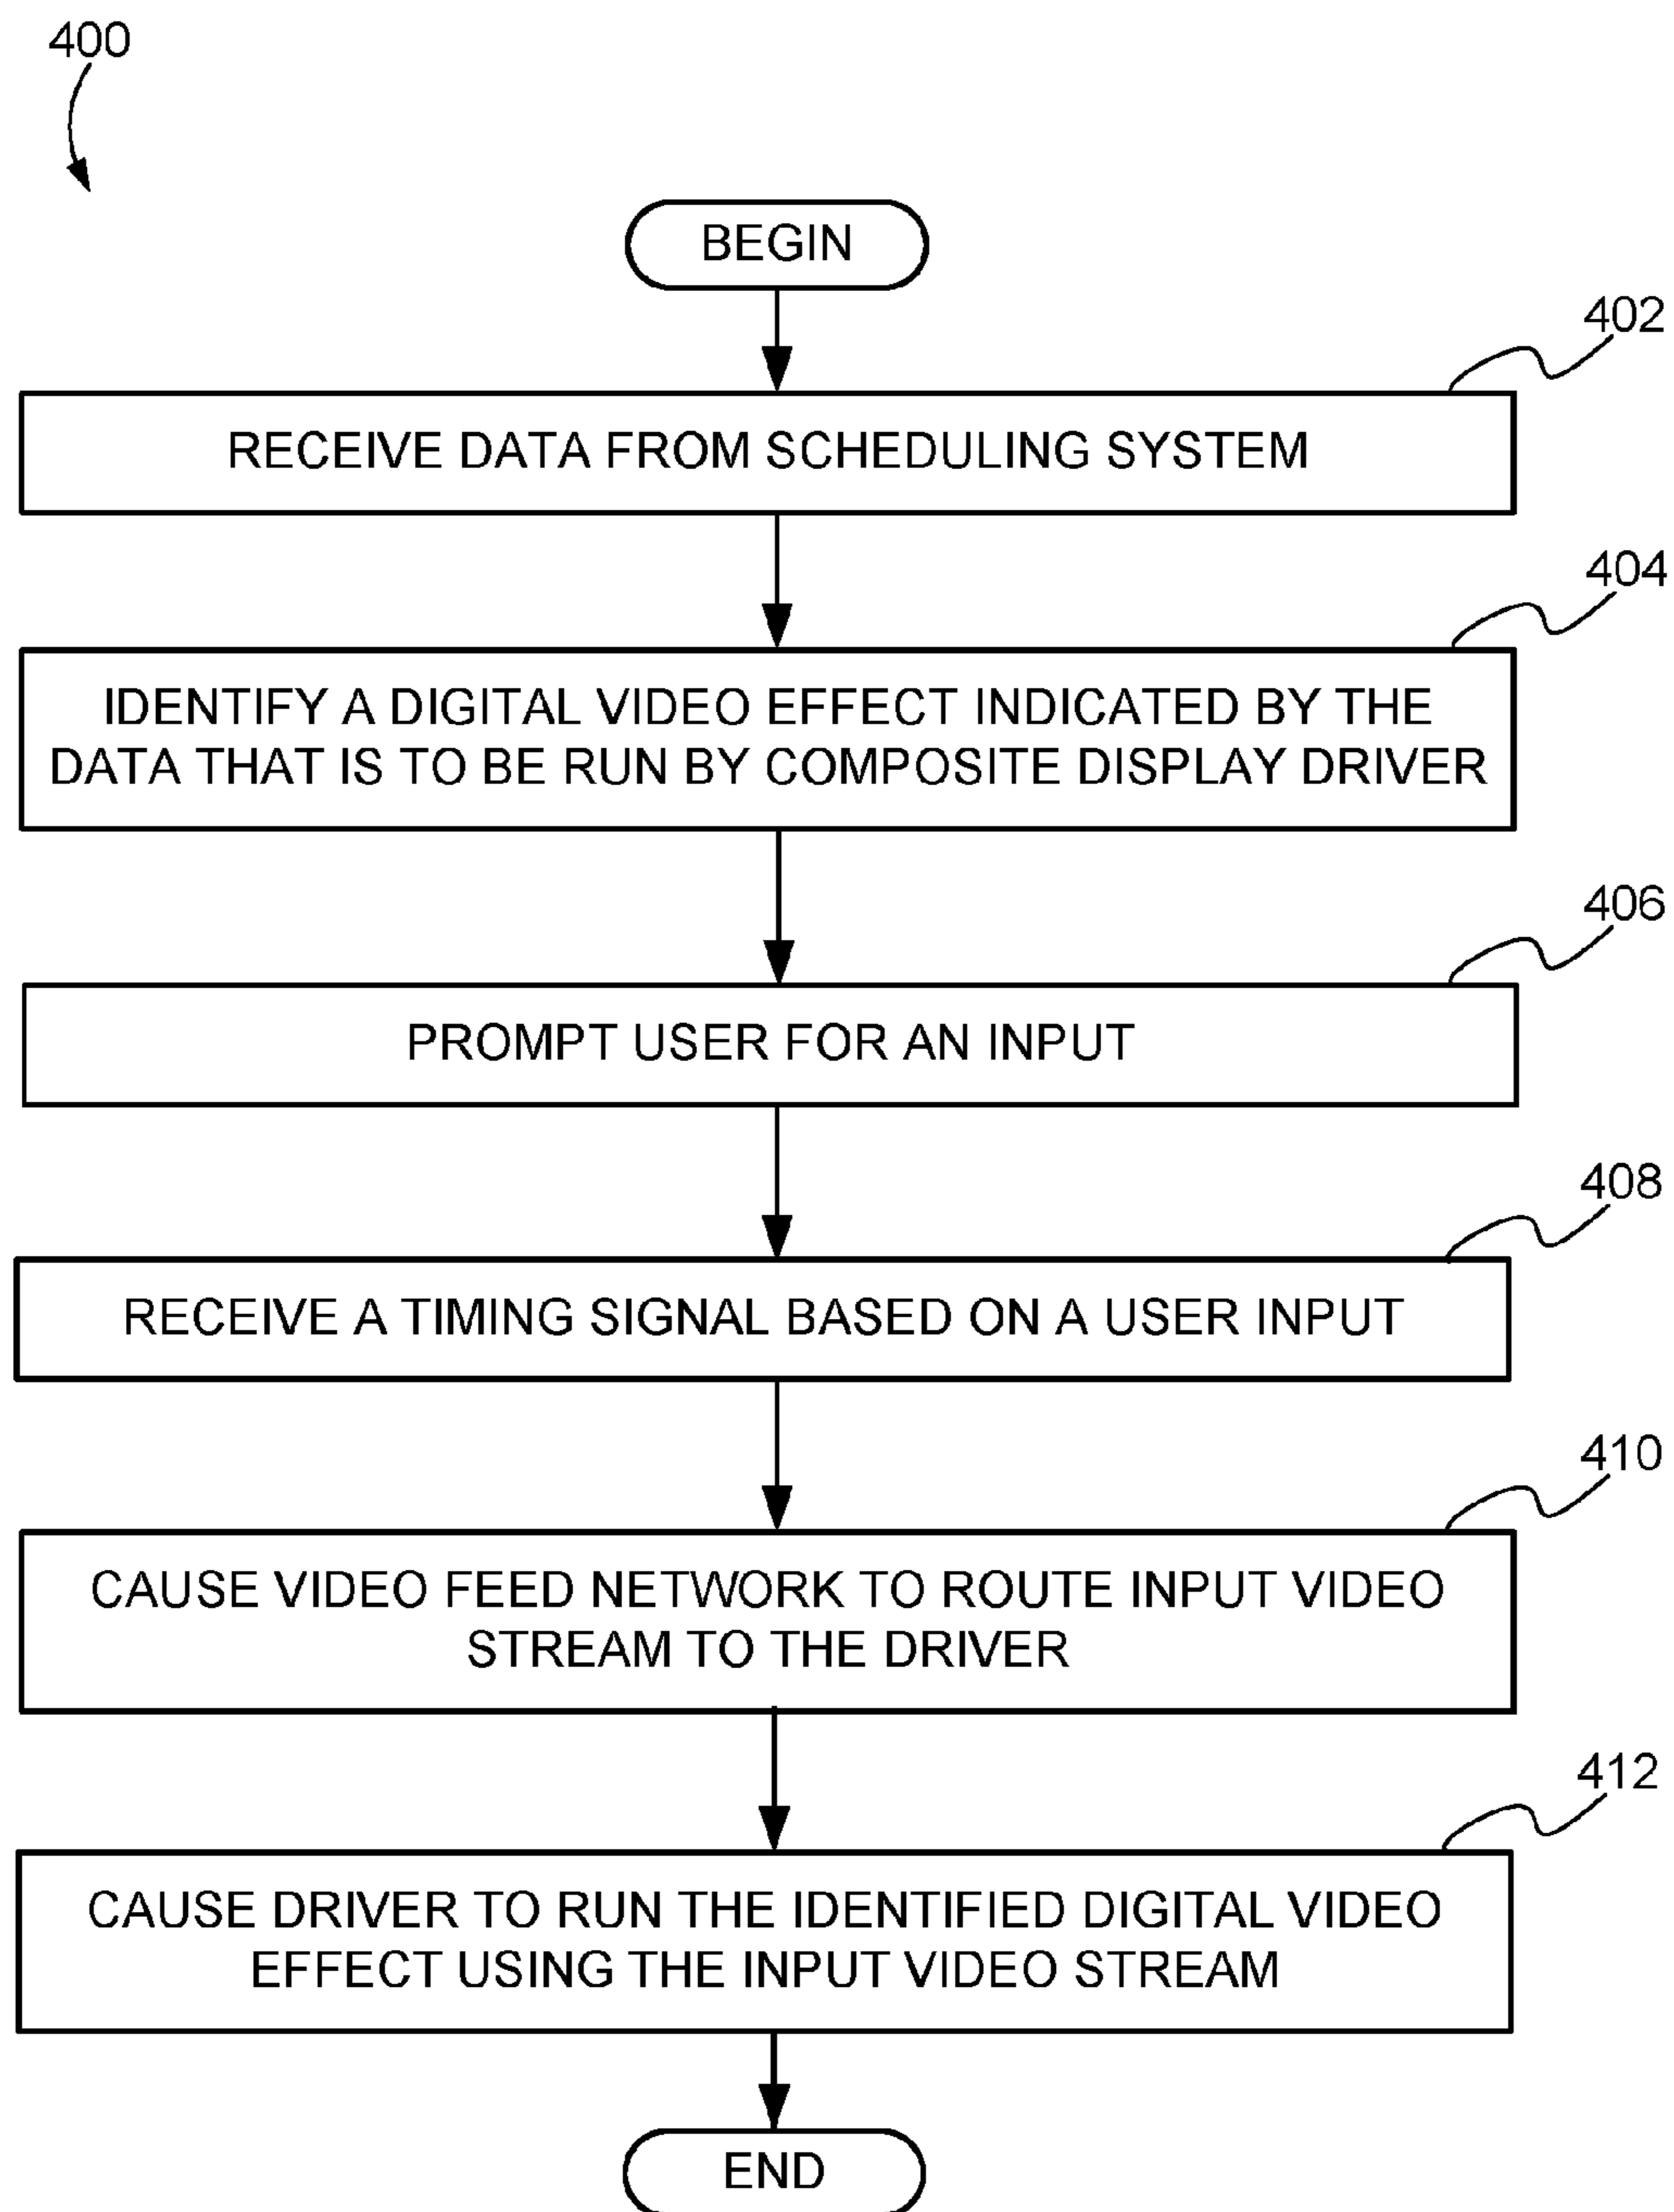 400
BEGIN
402
RECEIVE DATA FROM SCHEDULING SYSTEM
404
IDENTIFY A DIGITAL VIDEO EFFECT INDICATED BY THE
DATA THAT IS TO BE RUN BY COMPOSITE DISPLAY DRIVER
406
PROMPT USER FOR AN INPUT
408
RECEIVE A TIMING SIGNAL BASED ON A USER INPUT
410
CAUSE VIDEO FEED NETWORK TO ROUTE INPUT VIDEO
STREAM TO THE DRIVER
412
CAUSE DRIVER TO RUN THE IDENTIFIED DIGITAL VIDEO
EFFECT USING THE INPUT VIDEO STREAM
END